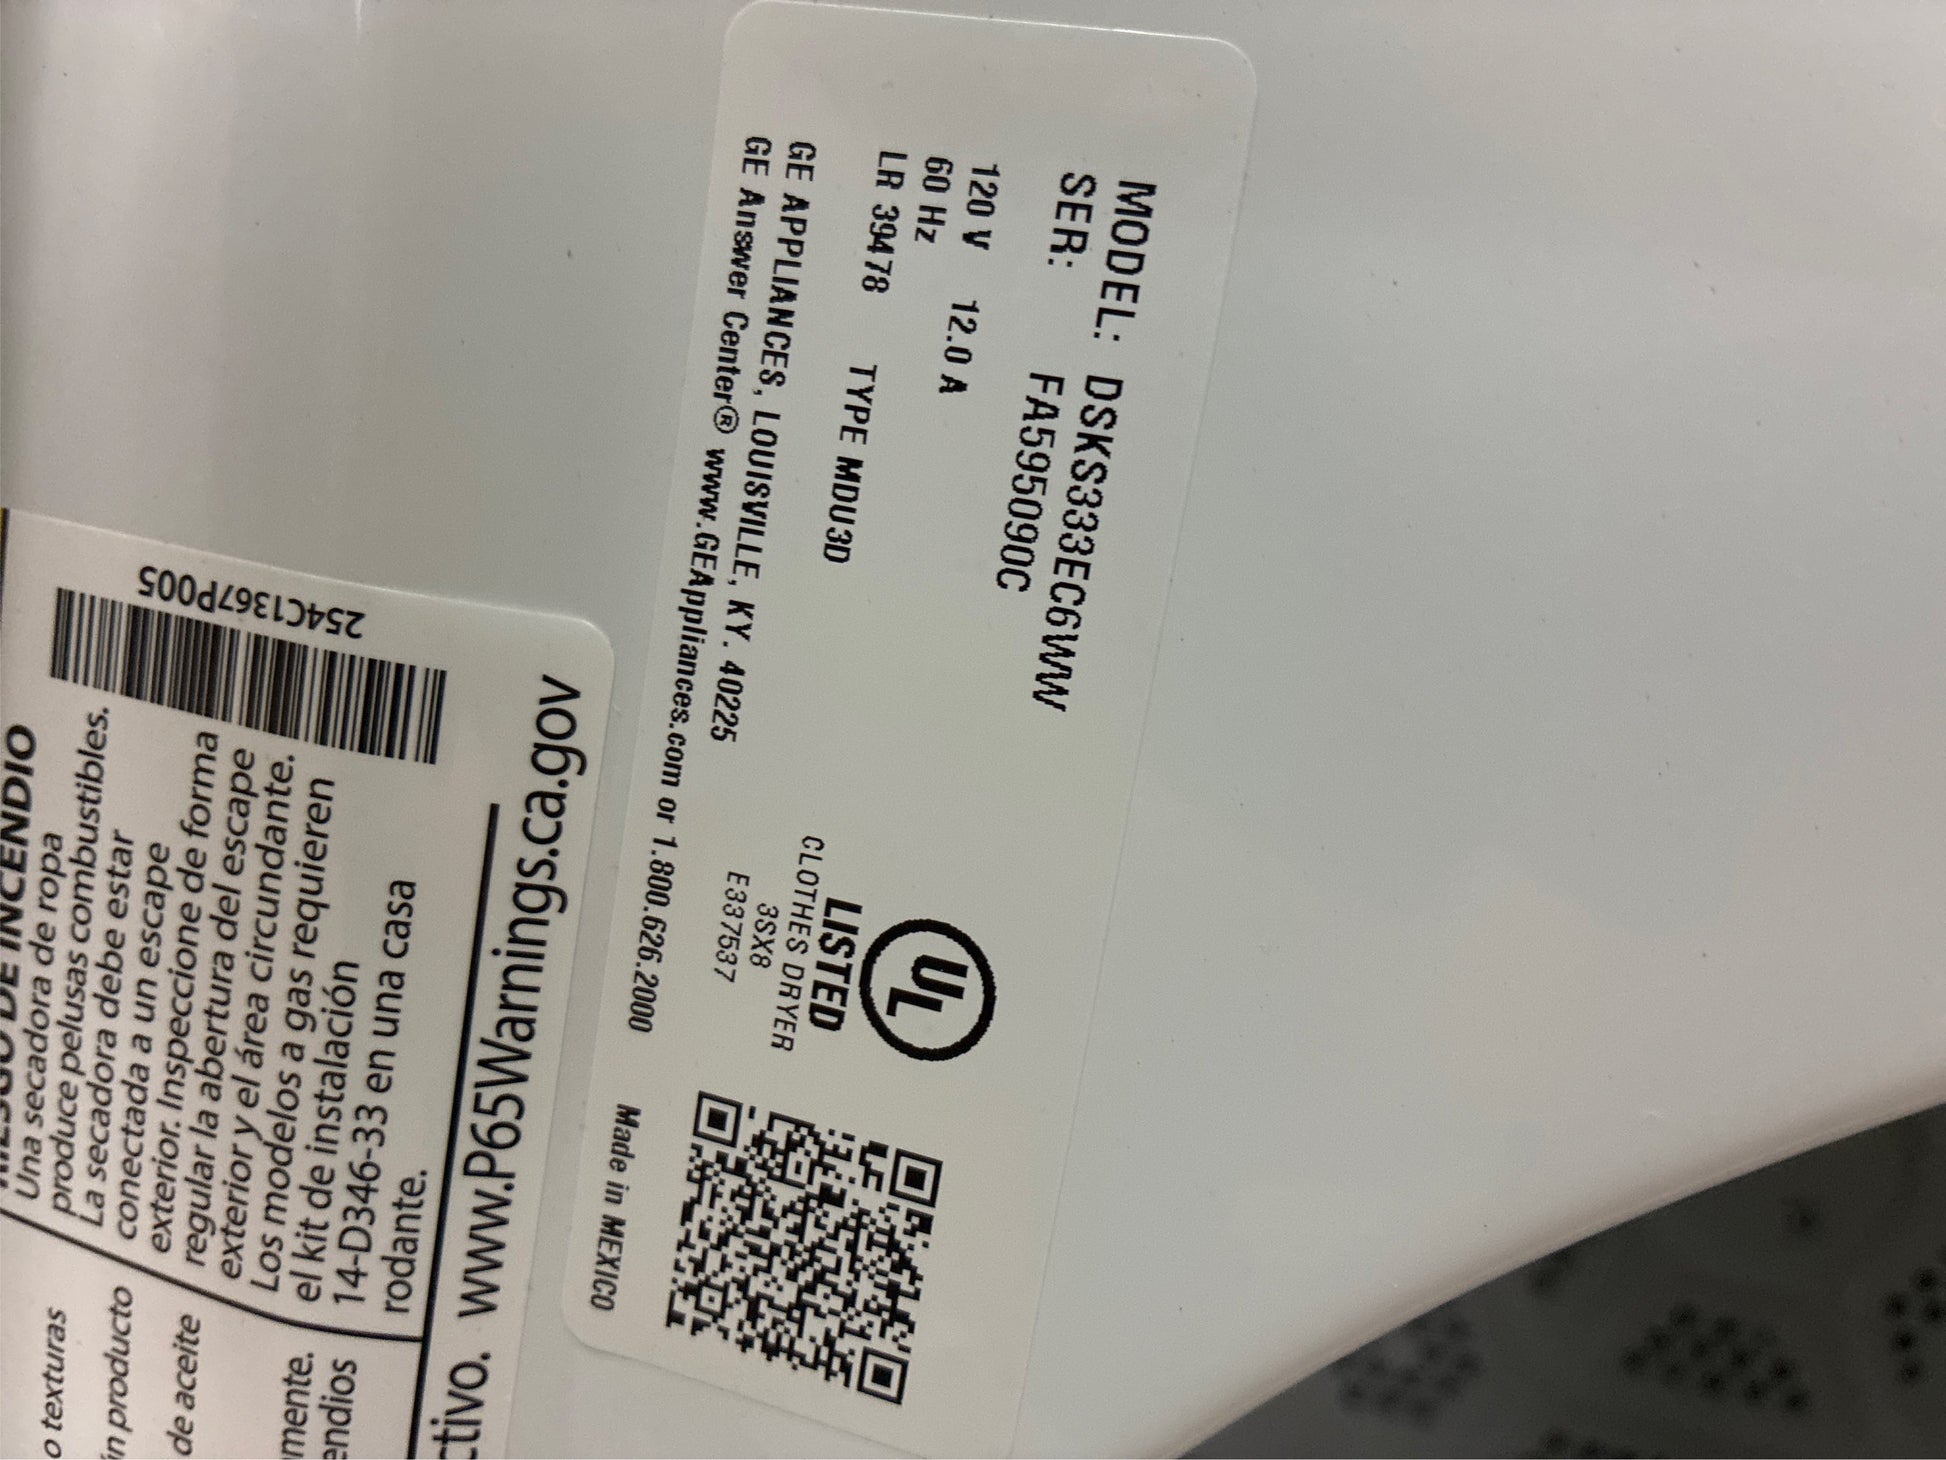 MODEL: DSKS333EC6WW
SER: FA595090C
120 V 12.0 A
60 Hz
LR 39478 TYPE MDU3D
GE APPLIANCES, LOUISVILLE, KY. 40225
GE Answer Center® www.GEAppliances.com or 1.800.626.2000
UL
LISTED
CLOTHES DRYER
3SX8
E337537
Made in MEXICO
254C1367P005
DE INCENDIO
Una secadora de ropa
produce pelusas combustibles.
La secadora debe estar
conectada a un escape
exterior. Inspeccione de forma
regular la abertura del escape
exterior y el área circundante.
Los modelos a gas requieren
el kit de instalación
14-D346-33 en una casa
rodante.
o texturas
producto
de aceite
www.P65Warnings.ca.gov